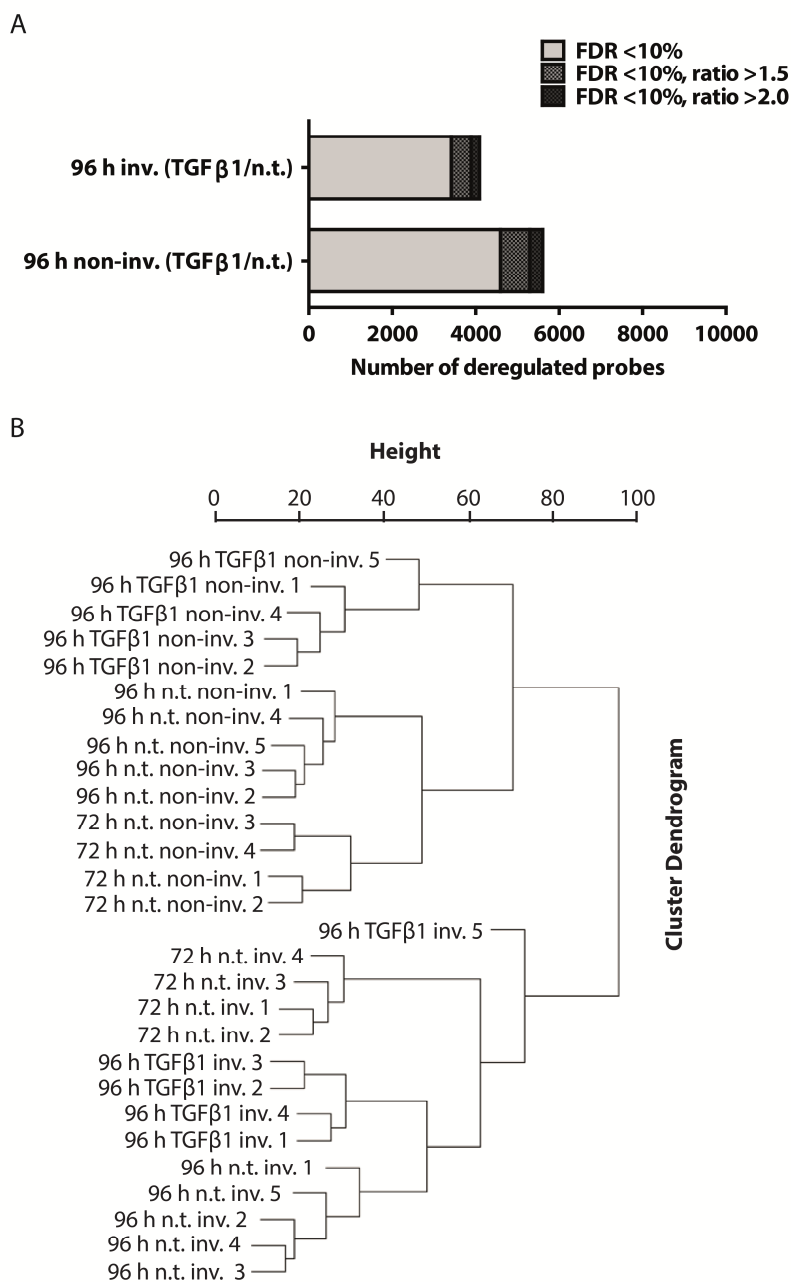 A
FDR <10%
FDR <10%, ratio >1.5
FDR <10%, ratio >2.0
96 h inv. (TGFβ1/n.t.)
96 h non-inv. (TGFβ1/n.t.)
0 2000 4000 6000 8000 10000
Number of deregulated probes
B
Height
0 20 40 60 80 100
96 h TGFβ1 non-inv. 5
96 h TGFβ1 non-inv. 1
96 h TGFβ1 non-inv. 4
96 h TGFβ1 non-inv. 3
96 h TGFβ1 non-inv. 2
96 h n.t. non-inv. 1
96 h n.t. non-inv. 4
96 h n.t. non-inv. 5
96 h n.t. non-inv. 3
96 h n.t. non-inv. 2
72 h n.t. non-inv. 3
72 h n.t. non-inv. 4
72 h n.t. non-inv. 1
72 h n.t. non-inv. 2
96 h TGFβ1 inv. 5
72 h n.t. inv. 4
72 h n.t. inv. 3
72 h n.t. inv. 1
72 h n.t. inv. 2
96 h TGFβ1 inv. 3
96 h TGFβ1 inv. 2
96 h TGFβ1 inv. 4
96 h TGFβ1 inv. 1
96 h n.t. inv. 1
96 h n.t. inv. 5
96 h n.t. inv. 2
96 h n.t. inv. 4
96 h n.t. inv. 3
Cluster Dendrogram